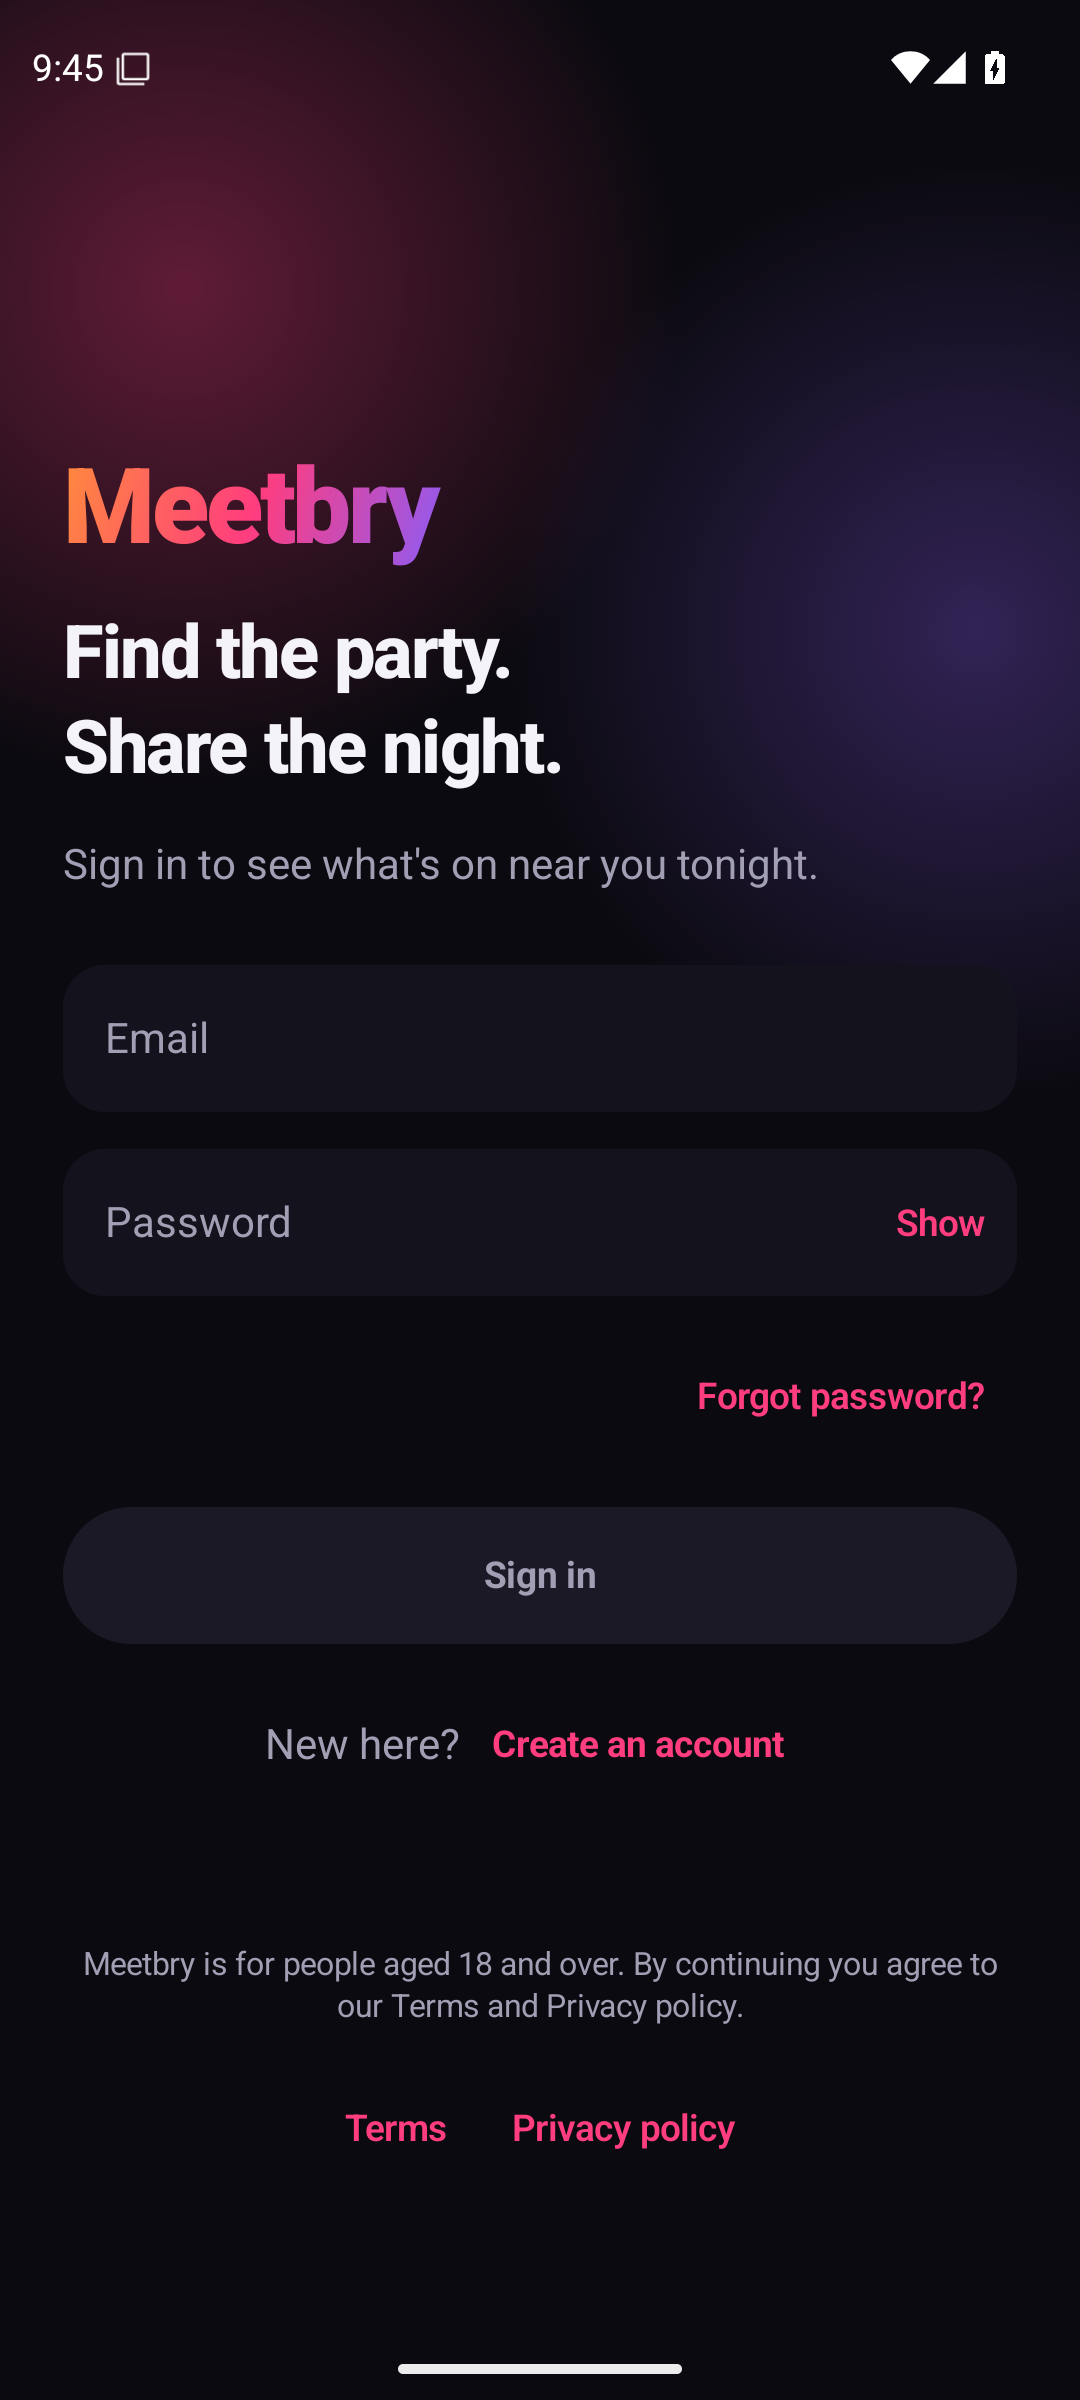 9:45
Meetbry
Find the party.
Share the night.
Sign in to see what's on near you tonight.
Email
Password
Show
Forgot password?
Sign in
New here? Create an account
Meetbry is for people aged 18 and over. By continuing you agree to
our Terms and Privacy policy.
Terms Privacy policy